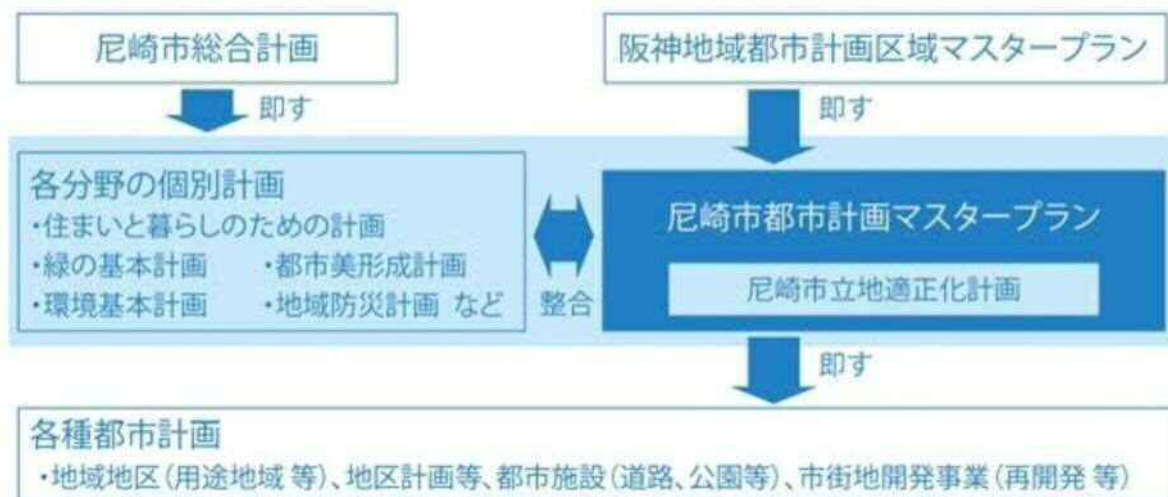 尼崎市総合計画
阪神地域都市計画区域マスタープラン
即す
即す
各分野の個別計画
・住まいと暮らしのための計画
・緑の基本計画 ・都市美形成計画
・環境基本計画 ・地域防災計画 など
整合
尼崎市都市計画マスタープラン
尼崎市立地適正化計画
即す
各種都市計画
・地域地区(用途地域 等)、地区計画等、都市施設(道路、公園等)、市街地開発事業(再開発 等)